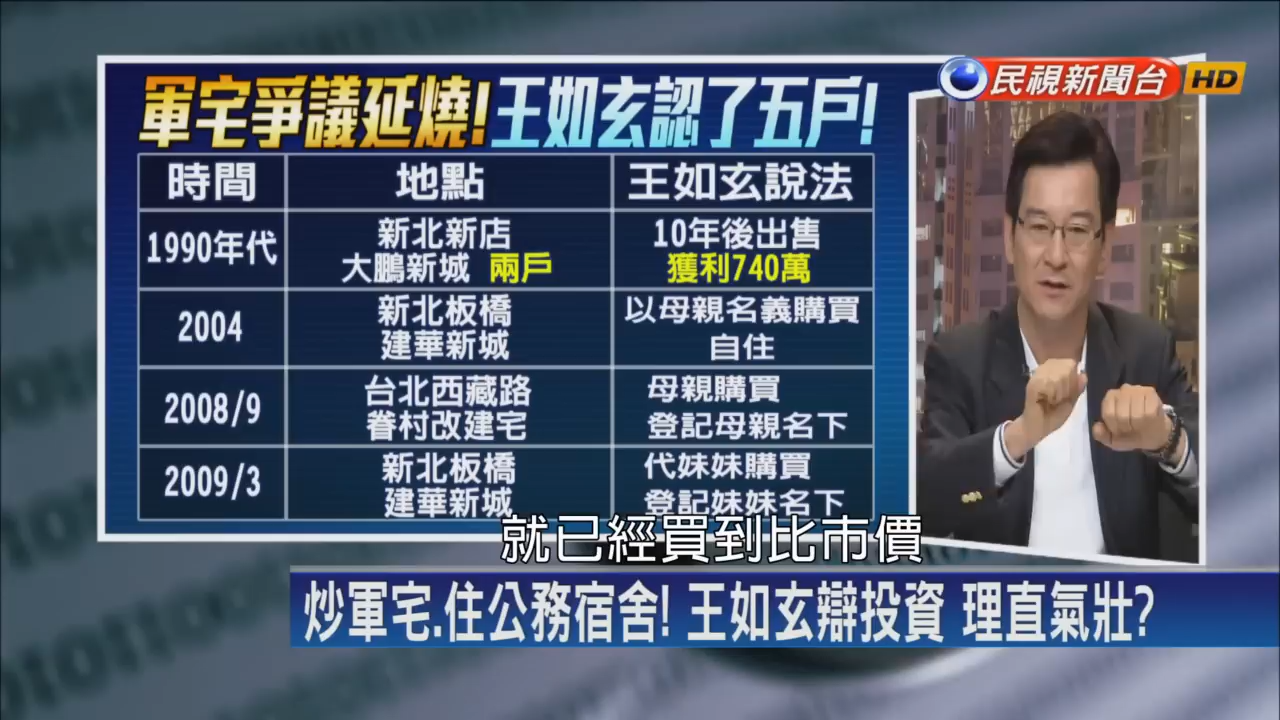 民視新聞台 HD
軍宅爭議延燒!王如玄認了五戶!
時間 地點 王如玄說法
1990年代 新北新店 大鵬新城 兩戶 10年後出售 獲利740萬
2004 新北板橋 建華新城 以母親名義購買 自住
2008/9 台北西藏路 眷村改建宅 母親購買 登記母親名下
2009/3 新北板橋 建華新城 代妹妹購買 登記妹妹名下
就已經買到比市價
炒軍宅.住公務宿舍! 王如玄辯投資 理直氣壯?